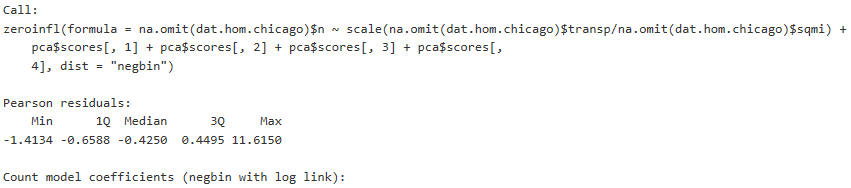 Call:
zeroinfl(formula = na.omit(dat.hom.chicago)$n ~ scale(na.omit(dat.hom.chicago)$transp/na.omit(dat.hom.chicago)$sqmi) +
    pca$scores[, 1] + pca$scores[, 2] + pca$scores[, 3] + pca$scores[,
    4], dist = "negbin")
Pearson residuals:
    Min      1Q  Median      3Q     Max
-1.4134 -0.6588 -0.4250  0.4495 11.6150
Count model coefficients (negbin with log link):